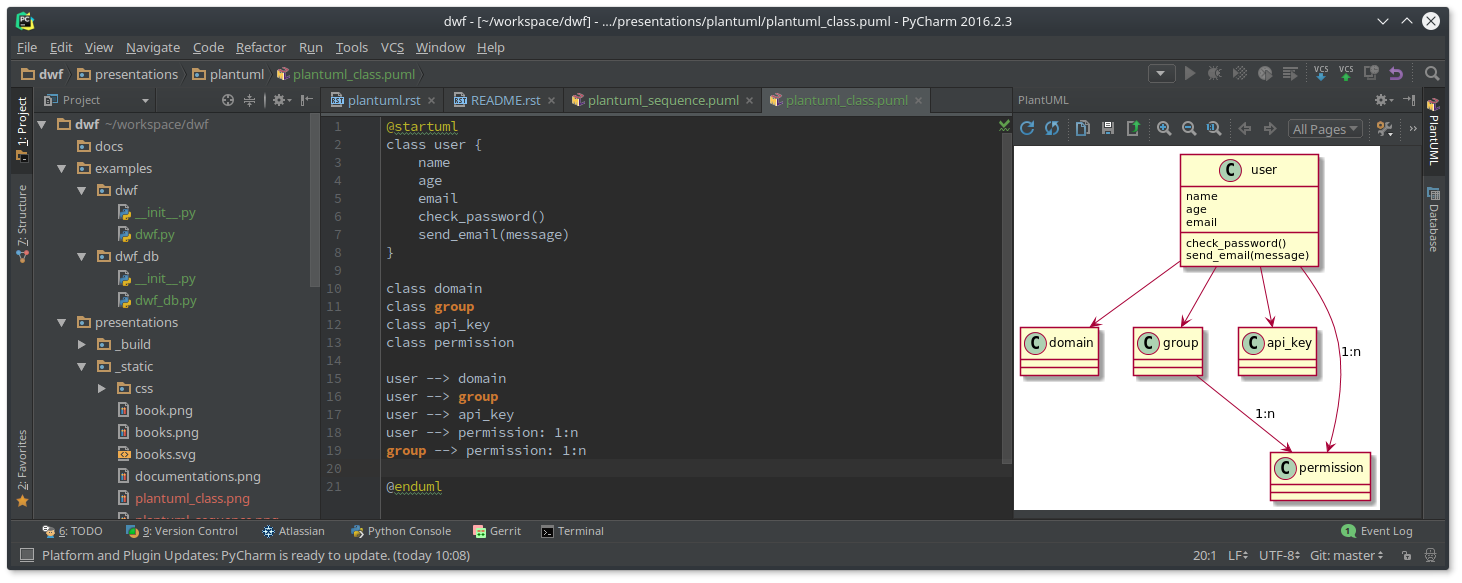 dwf - [~/workspace/dwf] - .../presentations/plantuml/plantuml_class.puml - PyCharm 2016.2.3
File Edit View Navigate Code Refactor Run Tools VCS Window Help
dwf presentations plantuml plantuml_class.puml
VCS VCS
1: Project
7: Structure
2: Favorites
Project
dwf ~/workspace/dwf
docs
examples
dwf
__init__.py
dwf.py
dwf_db
__init__.py
dwf_db.py
presentations
_build
_static
css
book.png
books.png
books.svg
documentations.png
plantuml_class.png
plantuml_sequence.png
plantuml.rst README.rst plantuml_sequence.puml plantuml_class.puml
1 @startuml
2 class user {
3 name
4 age
5 email
6 check_password()
7 send_email(message)
8 }
9
10 class domain
11 class group
12 class api_key
13 class permission
14
15 user --> domain
16 user --> group
17 user --> api_key
18 user --> permission: 1:n
19 group --> permission: 1:n
20
21 @enduml
PlantUML
All Pages
C user
name
age
email
check_password()
send_email(message)
C domain C group C api_key
1:n
1:n
C permission
PlantUML
Database
6: TODO 9: Version Control Atlassian Python Console Gerrit Terminal 1 Event Log
Platform and Plugin Updates: PyCharm is ready to update. (today 10:08) 20:1 LF UTF-8 Git: master